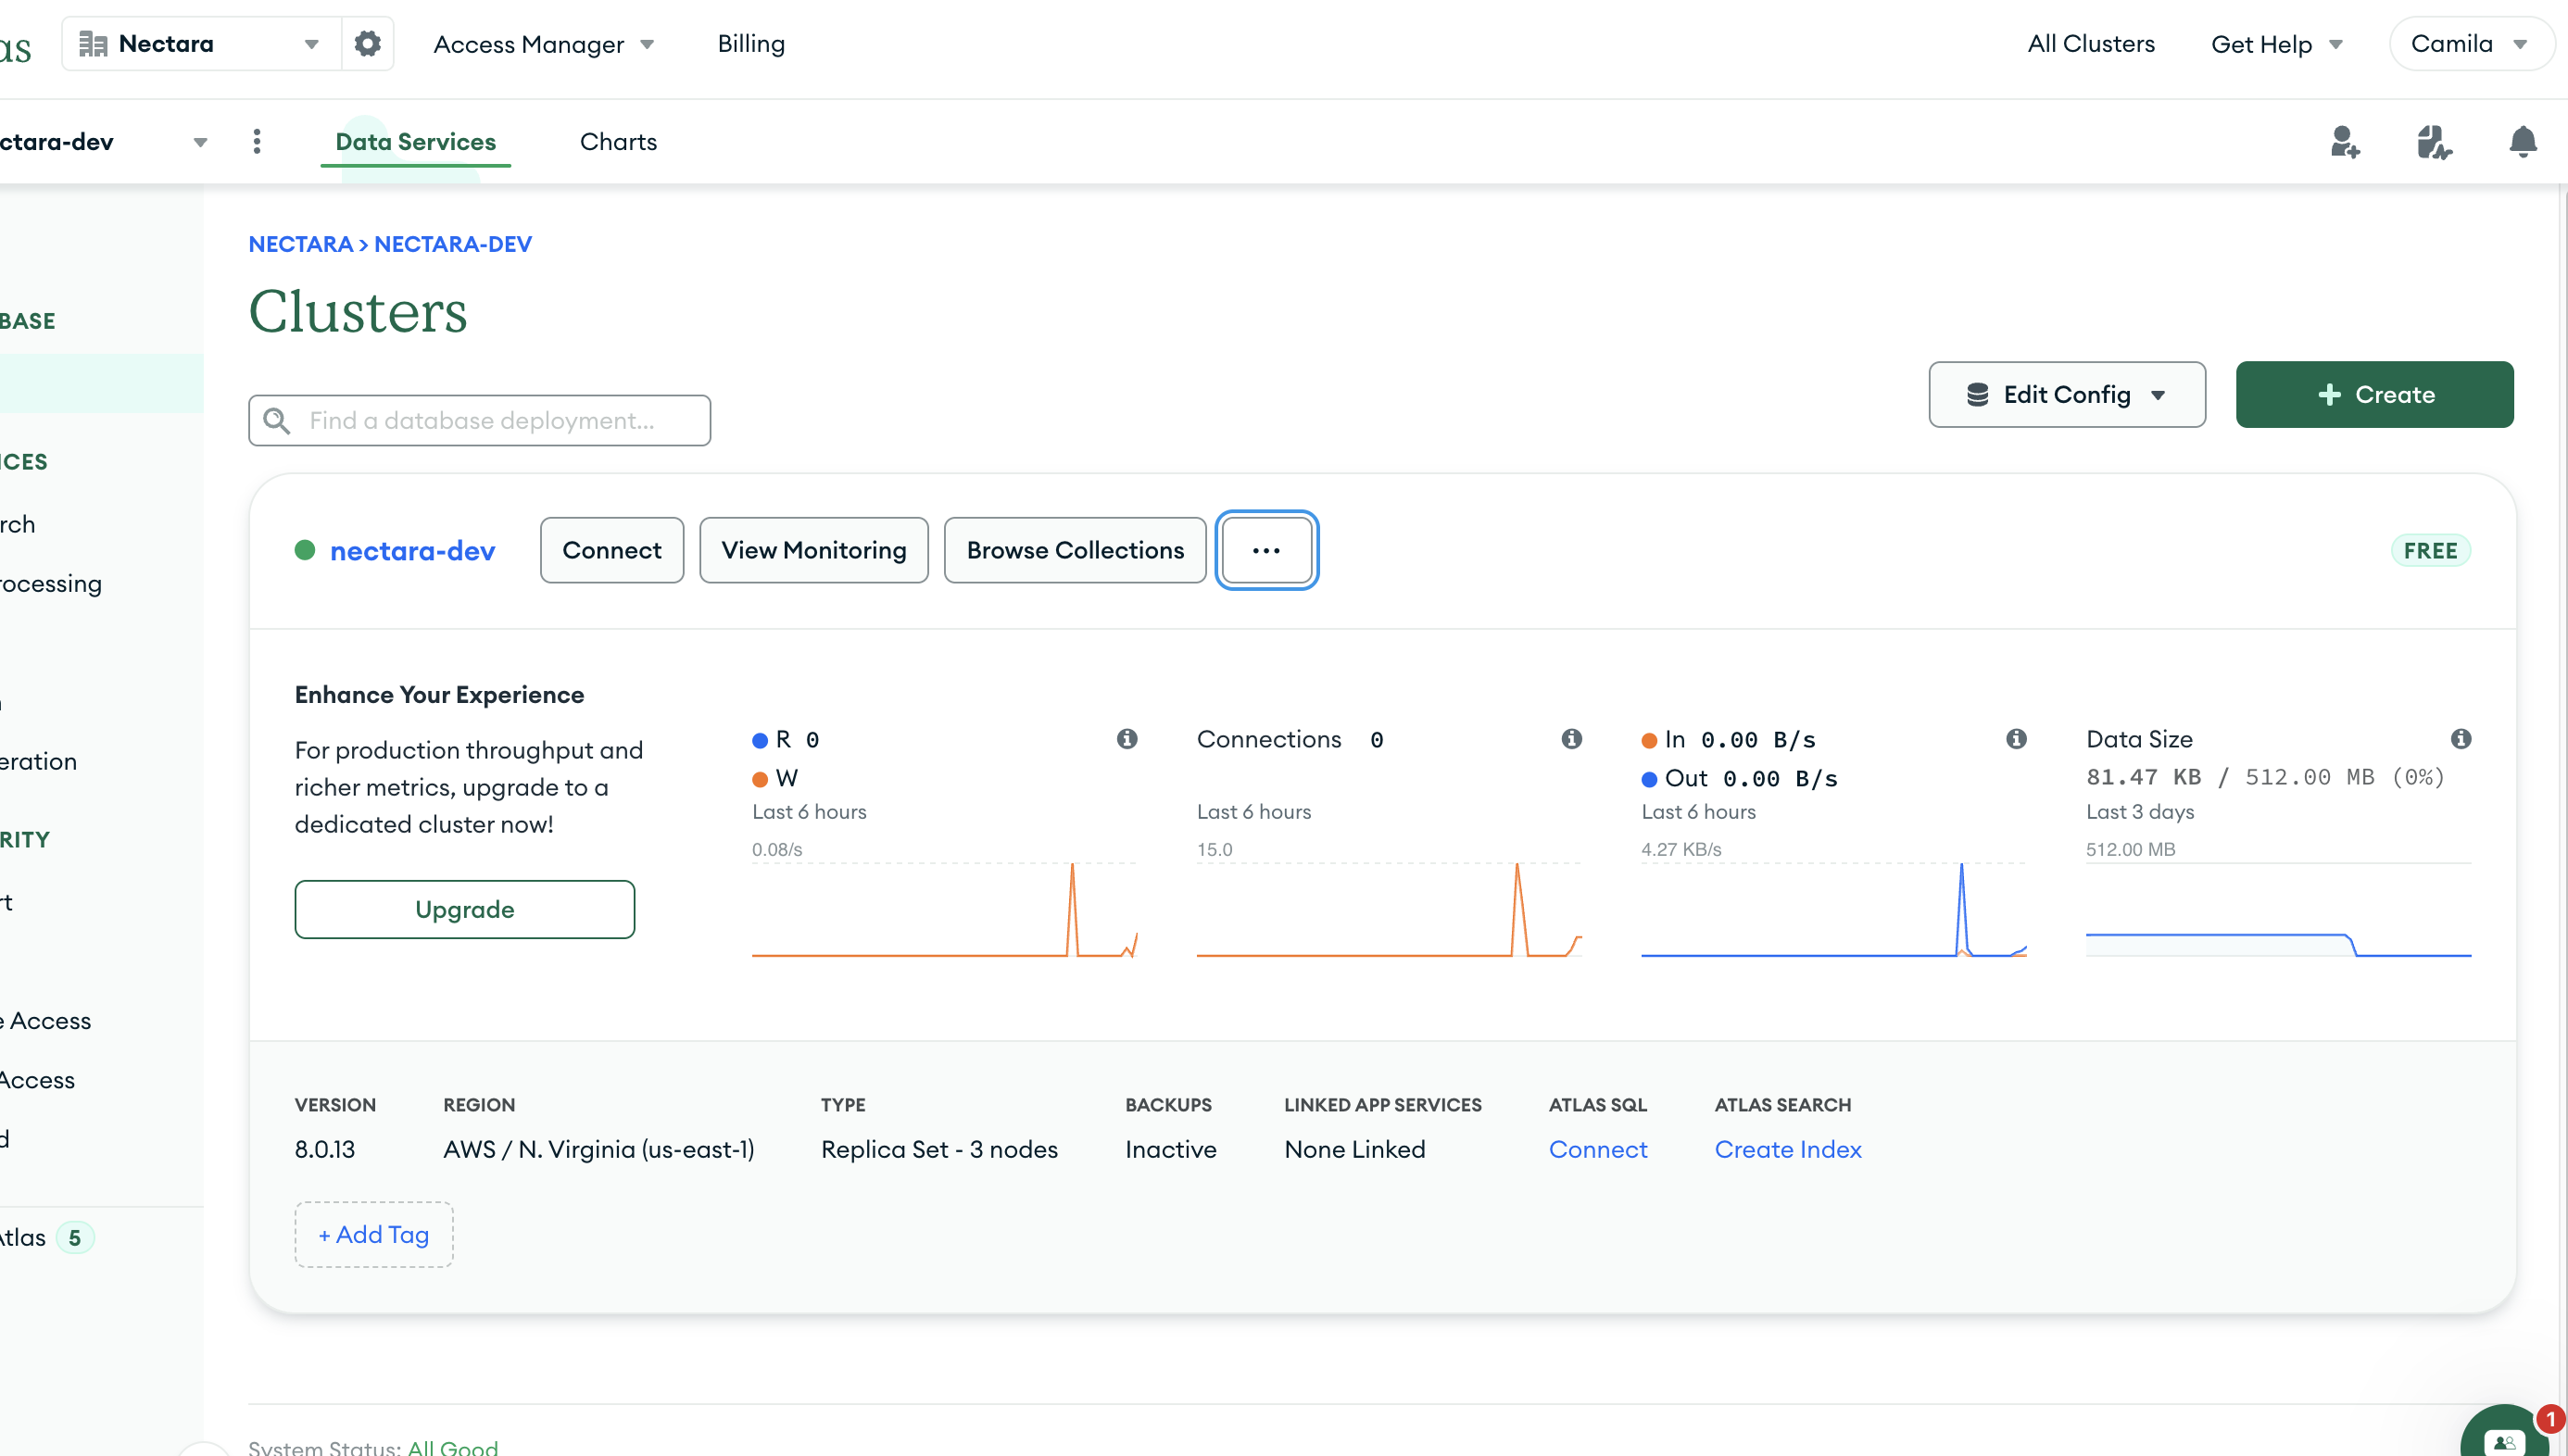 as
Nectara
Access Manager
Billing
All Clusters
Get Help
Camila
ctara-dev
Data Services
Charts
NECTARA > NECTARA-DEV
Clusters
Find a database deployment...
Edit Config
+ Create
BASE
ICES
rch
rocessing
eration
RITY
rt
e Access
Access
d
Atlas 5
nectara-dev
Connect
View Monitoring
Browse Collections
...
FREE
Enhance Your Experience
For production throughput and
richer metrics, upgrade to a
dedicated cluster now!
Upgrade
R 0
W
Last 6 hours
0.08/s
Connections 0
Last 6 hours
15.0
In 0.00 B/s
Out 0.00 B/s
Last 6 hours
4.27 KB/s
Data Size
81.47 KB / 512.00 MB (0%)
Last 3 days
512.00 MB
VERSION
8.0.13
REGION
AWS / N. Virginia (us-east-1)
TYPE
Replica Set - 3 nodes
BACKUPS
Inactive
LINKED APP SERVICES
None Linked
ATLAS SQL
Connect
ATLAS SEARCH
Create Index
+ Add Tag
System Status: All Good
1